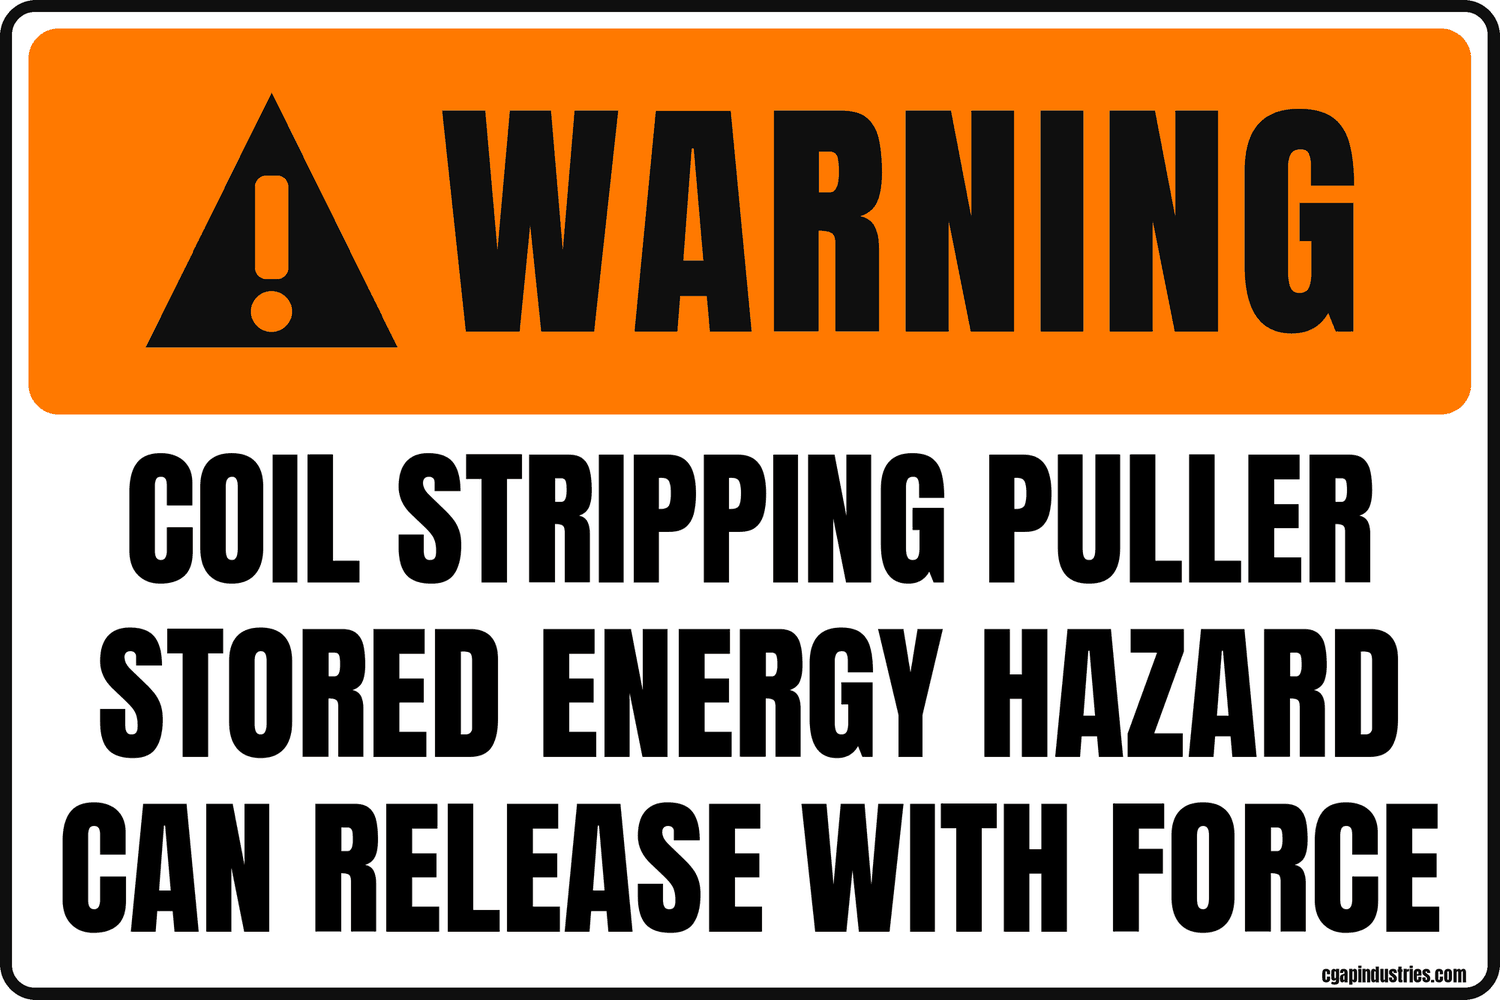 WARNING
COIL STRIPPING PULLER
STORED ENERGY HAZARD
CAN RELEASE WITH FORCE
cgapindustries.com